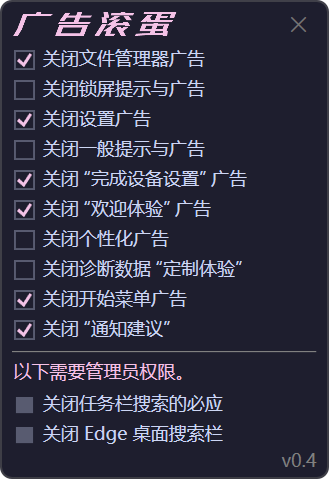 广告滚蛋
关闭文件管理器广告
关闭锁屏提示与广告
关闭设置广告
关闭一般提示与广告
关闭 “完成设备设置” 广告
关闭 “欢迎体验” 广告
关闭个性化广告
关闭诊断数据 “定制体验”
关闭开始菜单广告
关闭 “通知建议”
以下需要管理员权限。
关闭任务栏搜索的必应
关闭 Edge 桌面搜索栏
v0.4